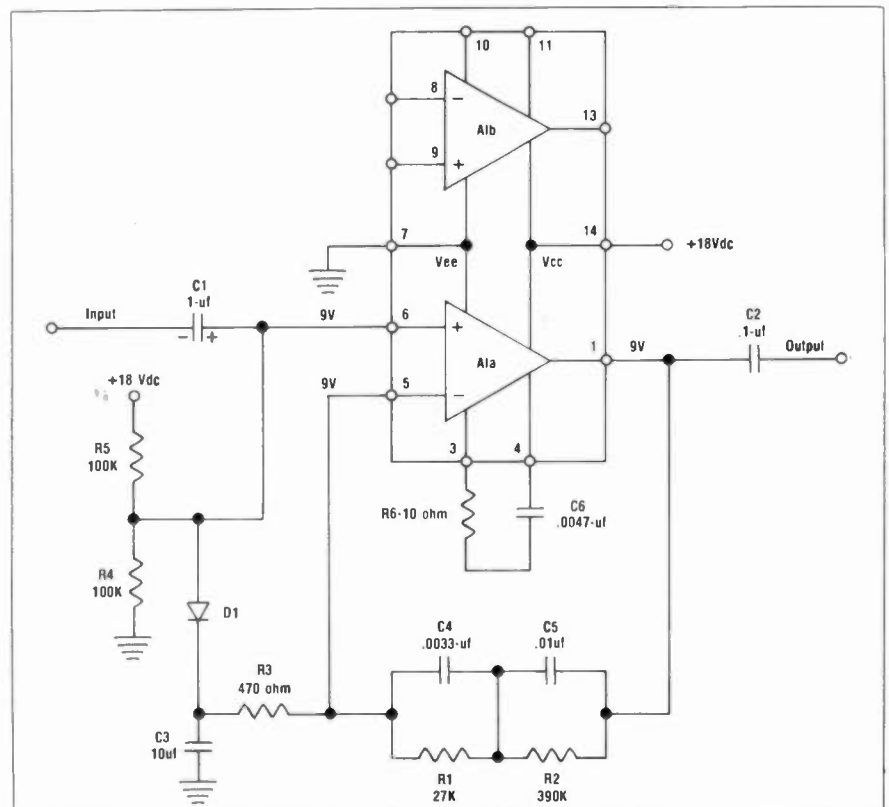 10
11
8
−
13
AIb
9
+
7
14
+18Vdc
Vee
Vcc
C1
1-uf
Input
9V
6
+
−
+
AIa
1
9V
C2
.1-uf
Output
+18 Vdc
9V
5
−
R5
100K
3
4
R6-10 ohm
C6
.0047-uf
R4
100K
D1
C4
.0033-uf
C5
.01uf
R3
470 ohm
C3
10uf
R1
27K
R2
390K